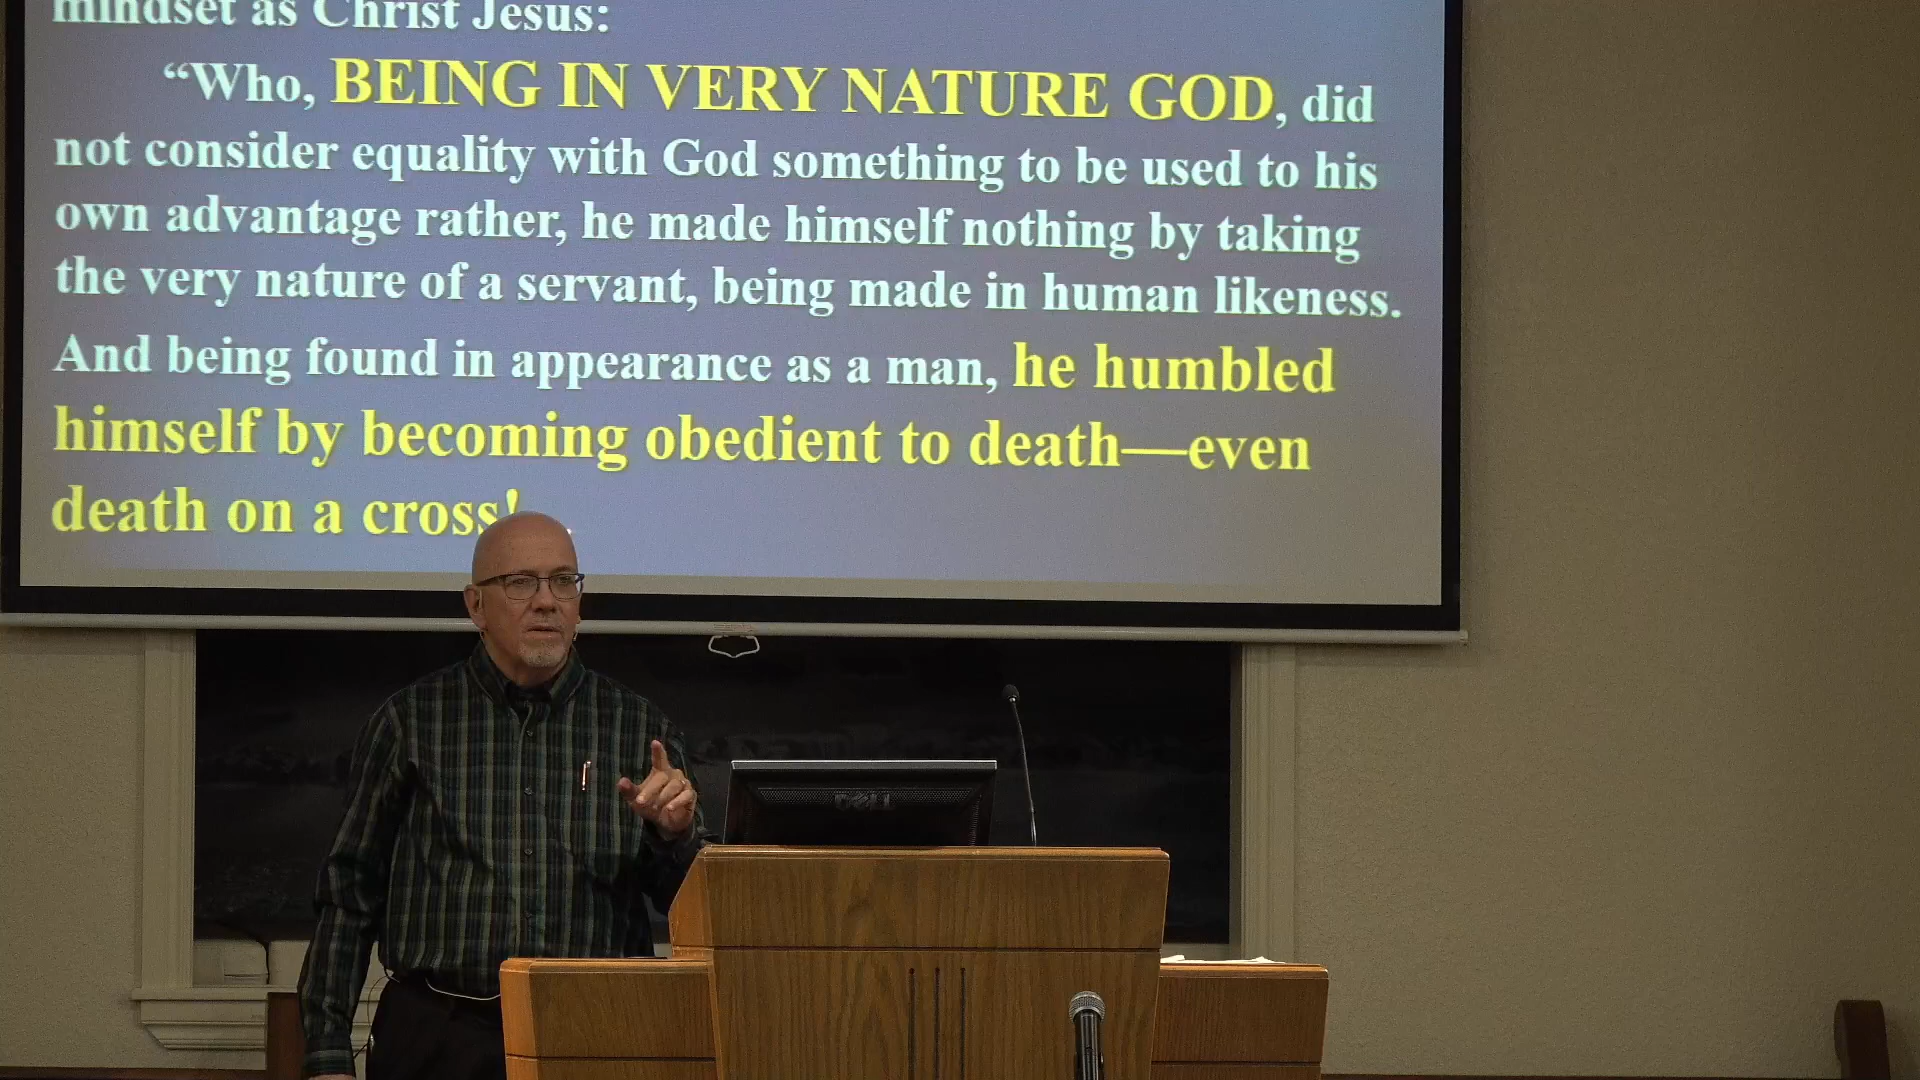 mindset as Christ Jesus:
“Who, BEING IN VERY NATURE GOD, did
not consider equality with God something to be used to his
own advantage rather, he made himself nothing by taking
the very nature of a servant, being made in human likeness.
And being found in appearance as a man, he humbled
himself by becoming obedient to death—even
death on a cross!